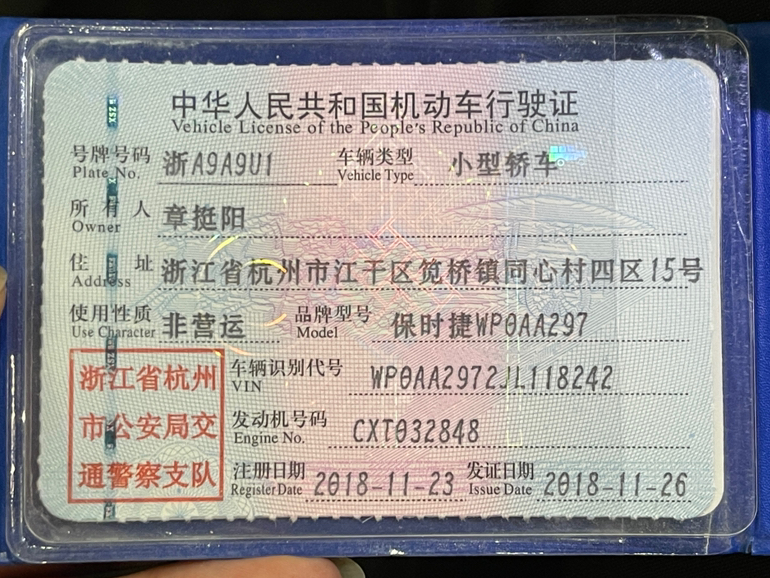 中华人民共和国机动车行驶证
Vehicle License of the People's Republic of China
号牌号码 浙A9A9U1 车辆类型 小型轿车
Plate No. Vehicle Type
所有人 章挺阳
Owner
住址 浙江省杭州市江干区笕桥镇同心村四区15号
Address
使用性质 非营运 品牌型号 保时捷WP0AA297
Use Character Model
浙江省杭州 车辆识别代号 WP0AA2972JL118242
VIN
市公安局交 发动机号码 CXT032848
Engine No.
通警察支队 注册日期 2018-11-23 发证日期 2018-11-26
Register Date Issue Date